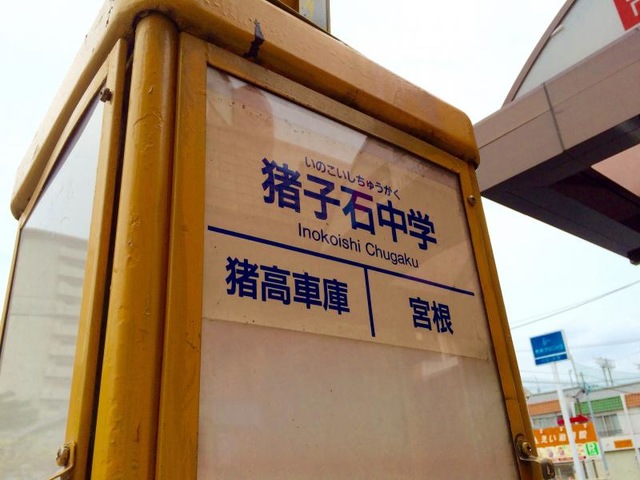 いのこいしちゅうがく
猪子石中学
Inokoishi Chugaku
猪高車庫
宮根